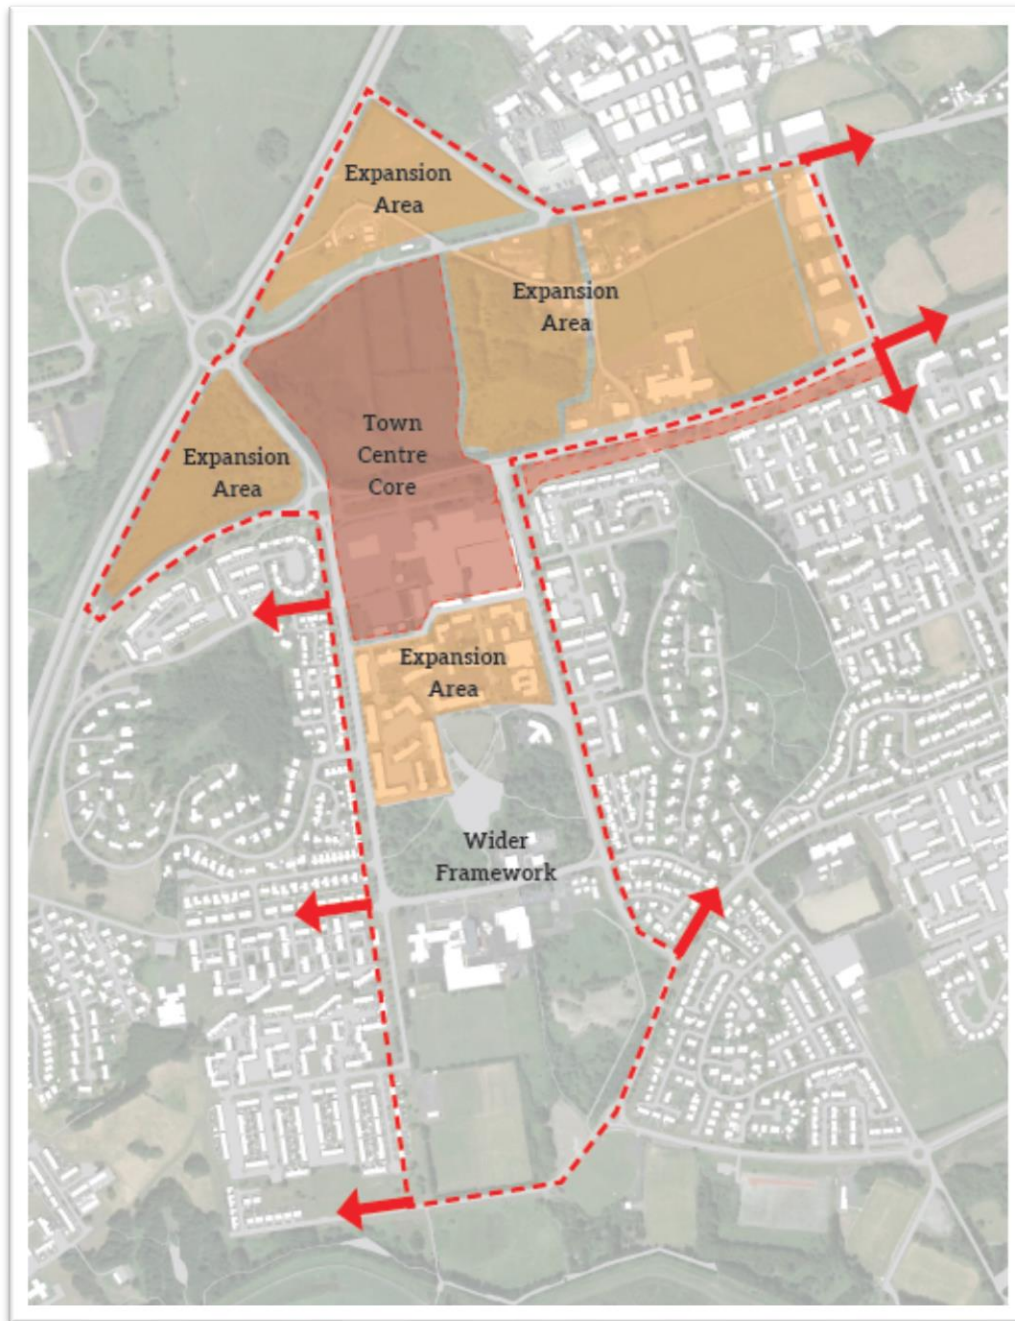 Expansion
Area
Expansion
Area
Town
Centre
Core
Expansion
Area
Expansion
Area
Wider
Framework